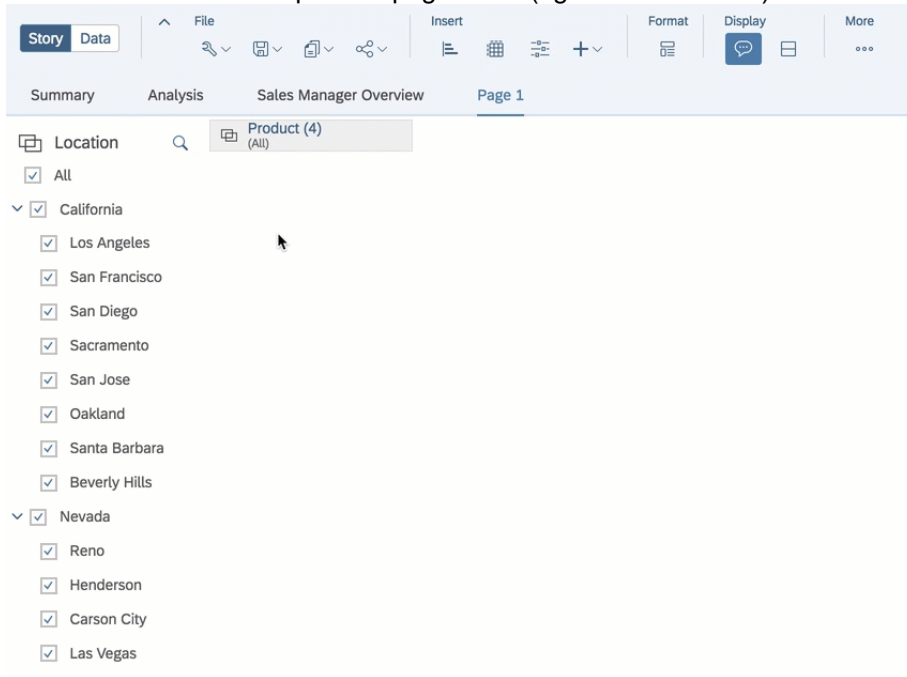 Story Data
File
Insert
Format
Display
More
Summary Analysis Sales Manager Overview Page 1
Location
Product (4)
(All)
All
California
Los Angeles
San Francisco
San Diego
Sacramento
San Jose
Oakland
Santa Barbara
Beverly Hills
Nevada
Reno
Henderson
Carson City
Las Vegas